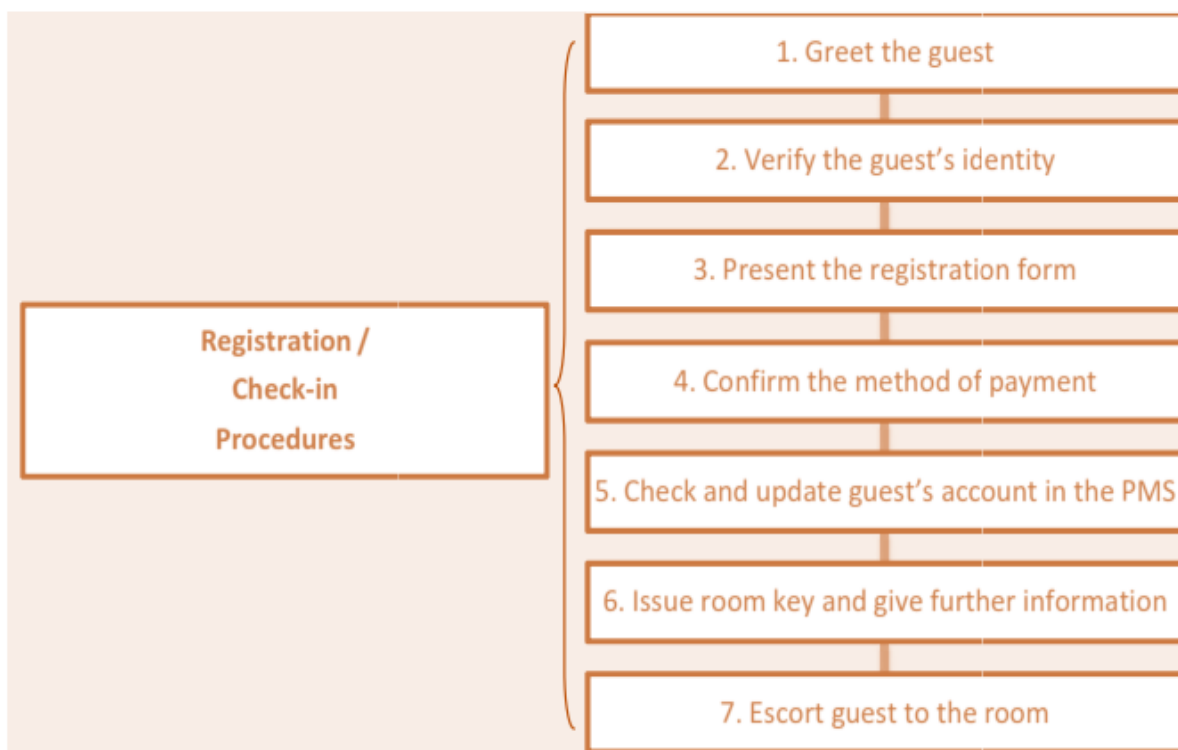 Registration /
Check-in
Procedures
1. Greet the guest
2. Verify the guest’s identity
3. Present the registration form
4. Confirm the method of payment
5. Check and update guest’s account in the PMS
6. Issue room key and give further information
7. Escort guest to the room